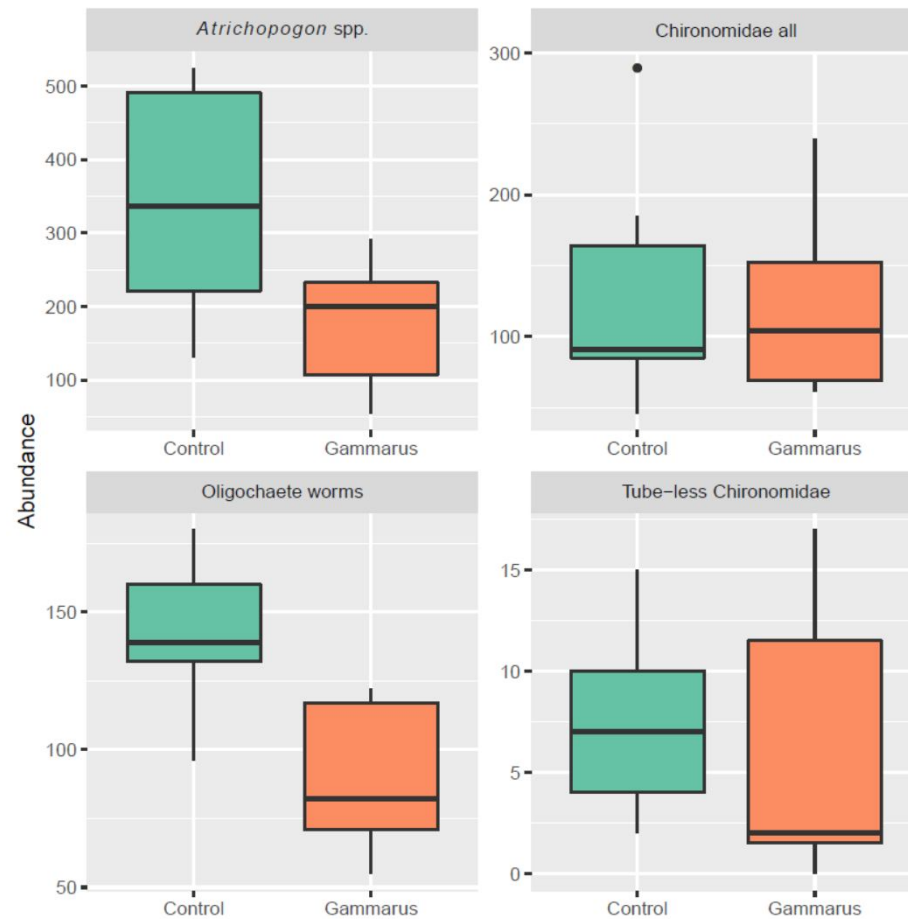 Atrichopogon spp.
Chironomidae all
500
400
300
200
100
300
200
100
Control
Gammarus
Control
Gammarus
Abundance
Oligochaete worms
Tube−less Chironomidae
150
100
50
15
10
5
0
Control
Gammarus
Control
Gammarus